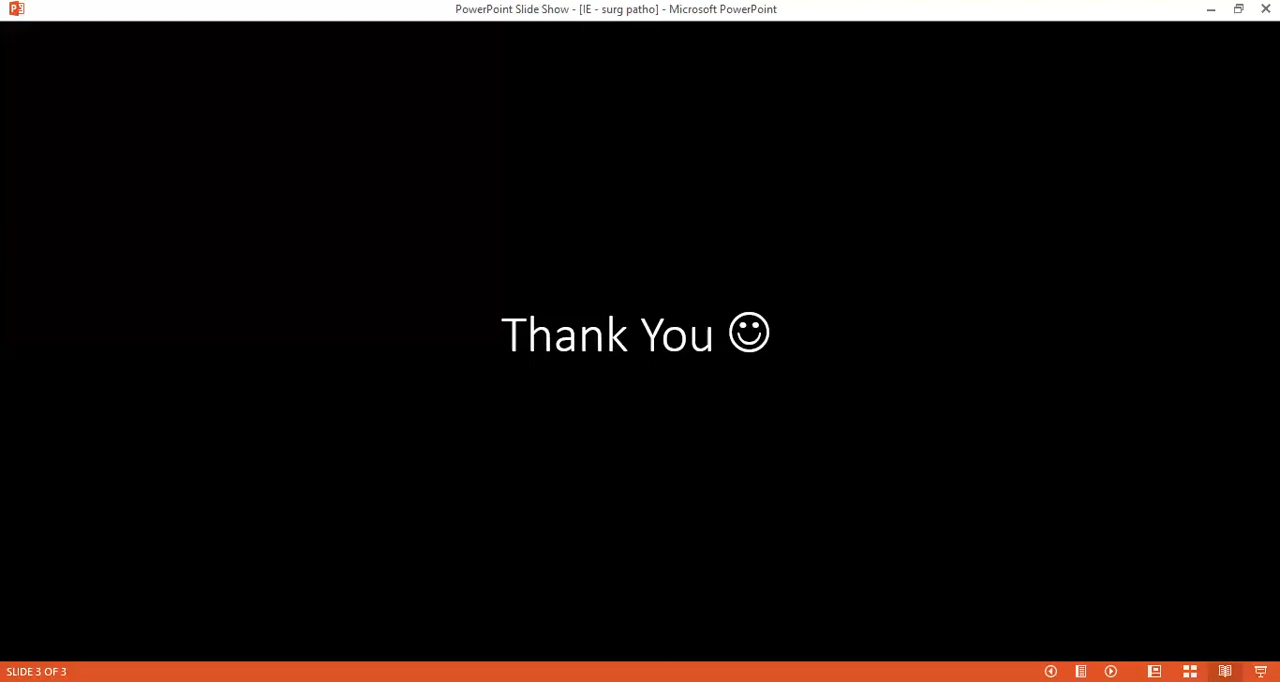 PowerPoint Slide Show - [IE - surg patho] - Microsoft PowerPoint
Thank You ☺
SLIDE 3 OF 3